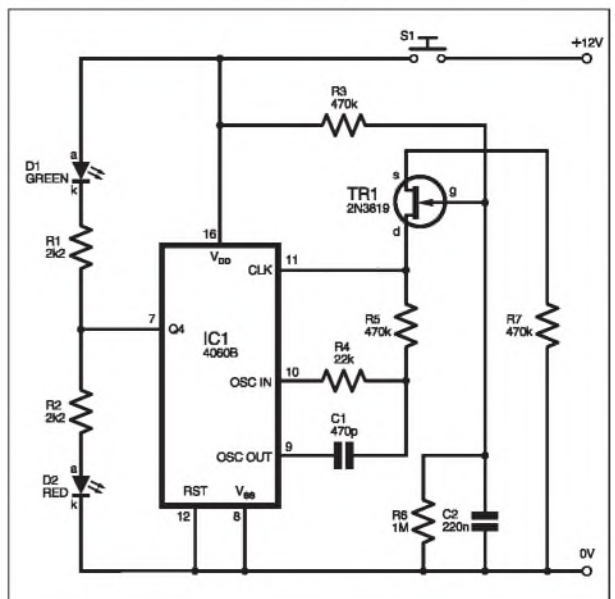 S1
+12V
R3
470k
a
D1
GREEN
k
s
g
TR1
2N3819
d
R1
2k2
16
VDD
11
CLK
R5
470k
R7
470k
7
Q4
IC1
4060B
R4
22k
10
OSC IN
C1
470p
9
OSC OUT
R2
2k2
a
D2
RED
k
RST
VSS
12
8
R6
1M
C2
220n
0V